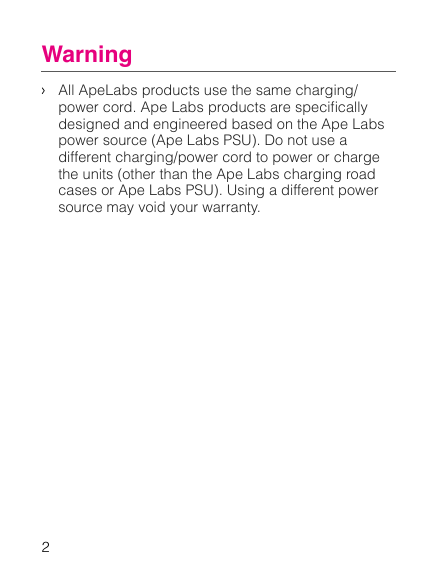 Warning
› All ApeLabs products use the same charging/
power cord. Ape Labs products are specifically
designed and engineered based on the Ape Labs
power source (Ape Labs PSU). Do not use a
different charging/power cord to power or charge
the units (other than the Ape Labs charging road
cases or Ape Labs PSU). Using a different power
source may void your warranty.
2